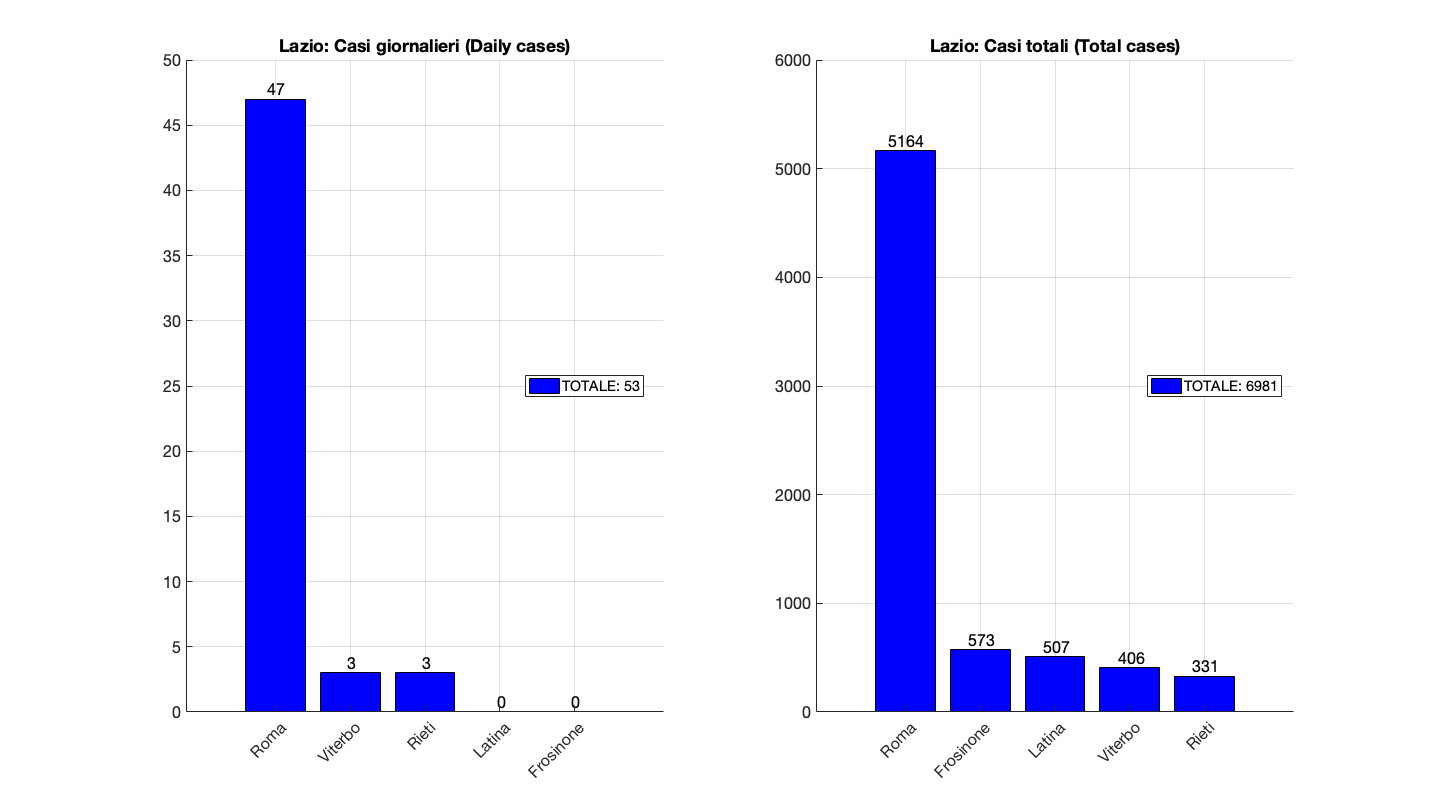 Lazio: Casi giornalieri (Daily cases)
50
45
40
35
30
25
20
15
10
5
0
47
3
3
0
0
TOTALE: 53
Roma
Viterbo
Rieti
Latina
Frosinone
Lazio: Casi totali (Total cases)
6000
5000
4000
3000
2000
1000
0
5164
573
507
406
331
TOTALE: 6981
Roma
Frosinone
Latina
Viterbo
Rieti